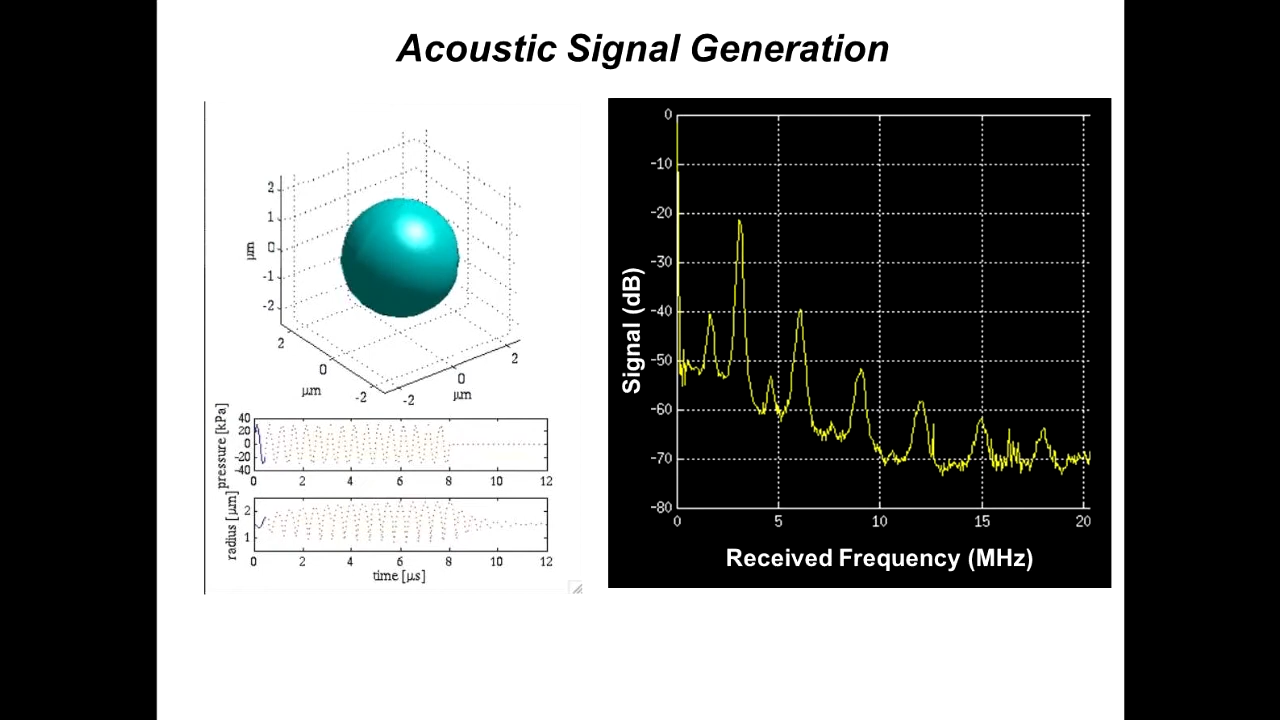 Acoustic Signal Generation
2
1
0
-1
-2
μm
2
0
-2
μm
-2
0
2
μm
pressure [kPa]
40
20
0
-20
-40
0 2 4 6 8 10 12
radius [μm]
2
1
0 2 4 6 8 10 12
time [μs]
Signal (dB)
0
-10
-20
-30
-40
-50
-60
-70
-80
0 5 10 15 20
Received Frequency (MHz)